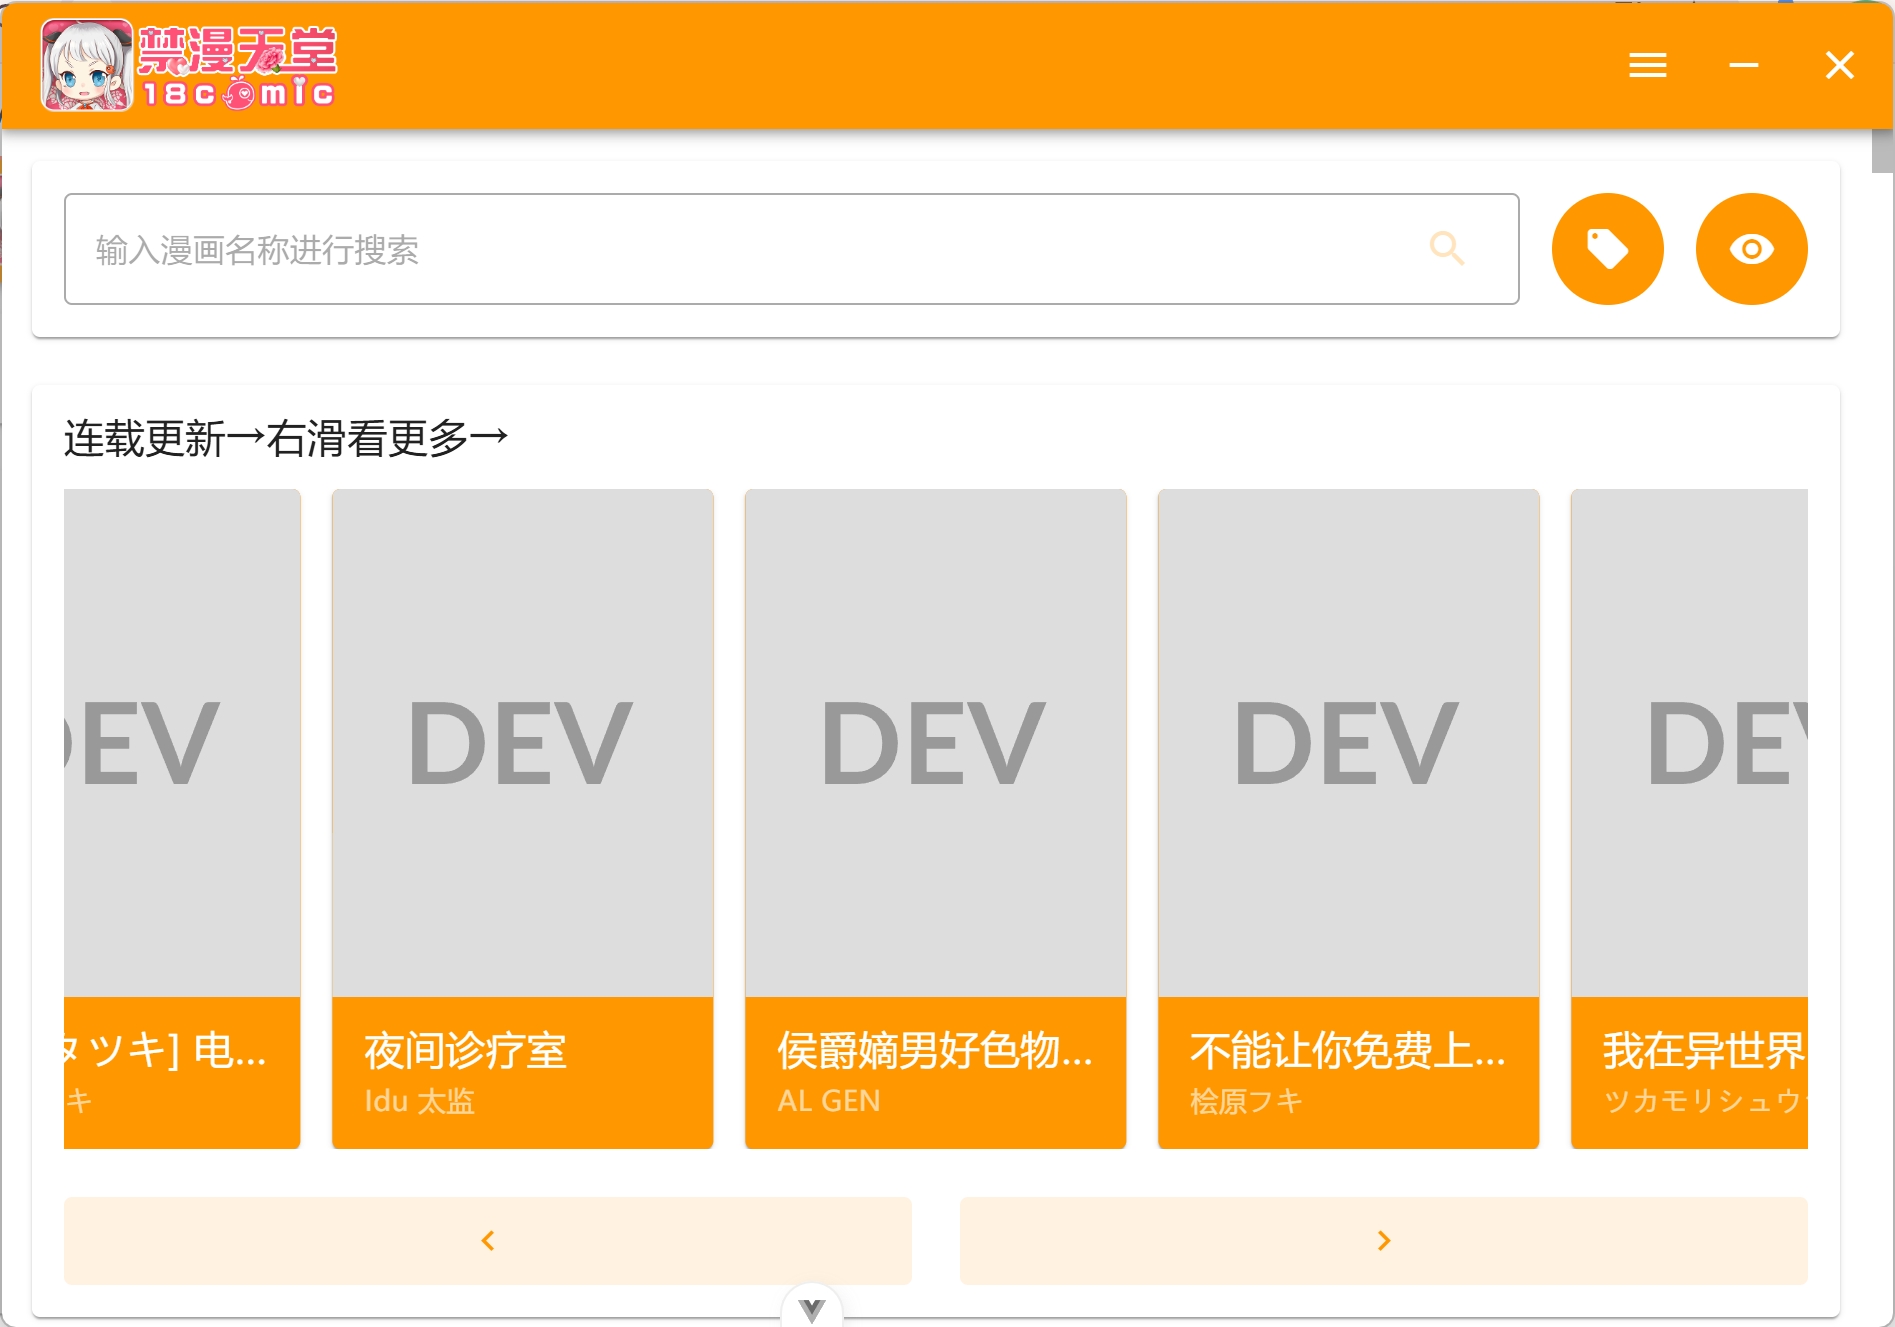 禁漫天堂
18comic
输入漫画名称进行搜索
连载更新→右滑看更多→
DEV
DEV
DEV
DEV
DEV
タツキ] 电...
キ
夜间诊疗室
Idu 太监
侯爵嫡男好色物...
AL GEN
不能让你免费上...
桧原フキ
我在异世界
ツカモリシュウ